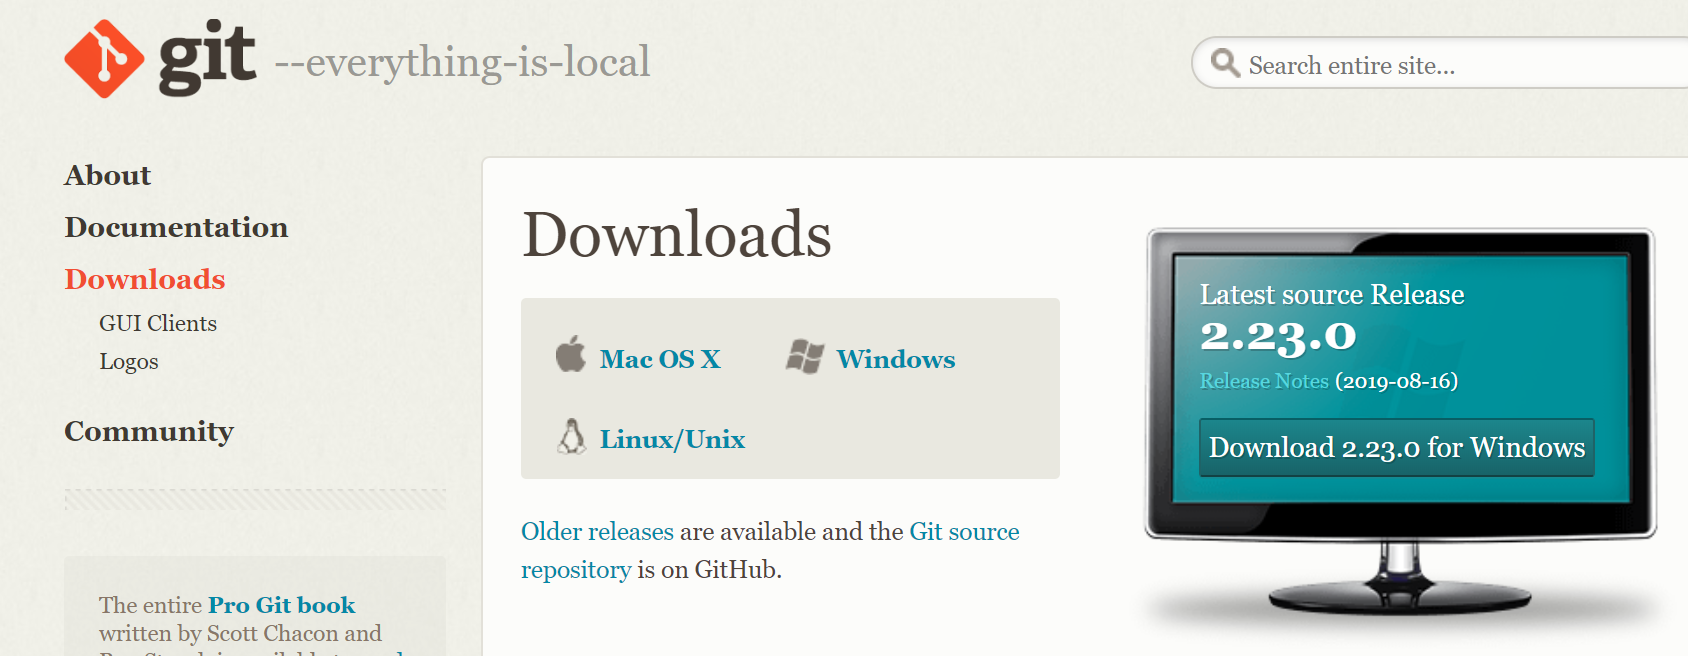 git --everything-is-local
Search entire site...
About
Documentation
Downloads
GUI Clients
Logos
Community
The entire Pro Git book
written by Scott Chacon and
Downloads
Mac OS X
Windows
Linux/Unix
Older releases are available and the Git source
repository is on GitHub.
Latest source Release
2.23.0
Release Notes (2019-08-16)
Download 2.23.0 for Windows